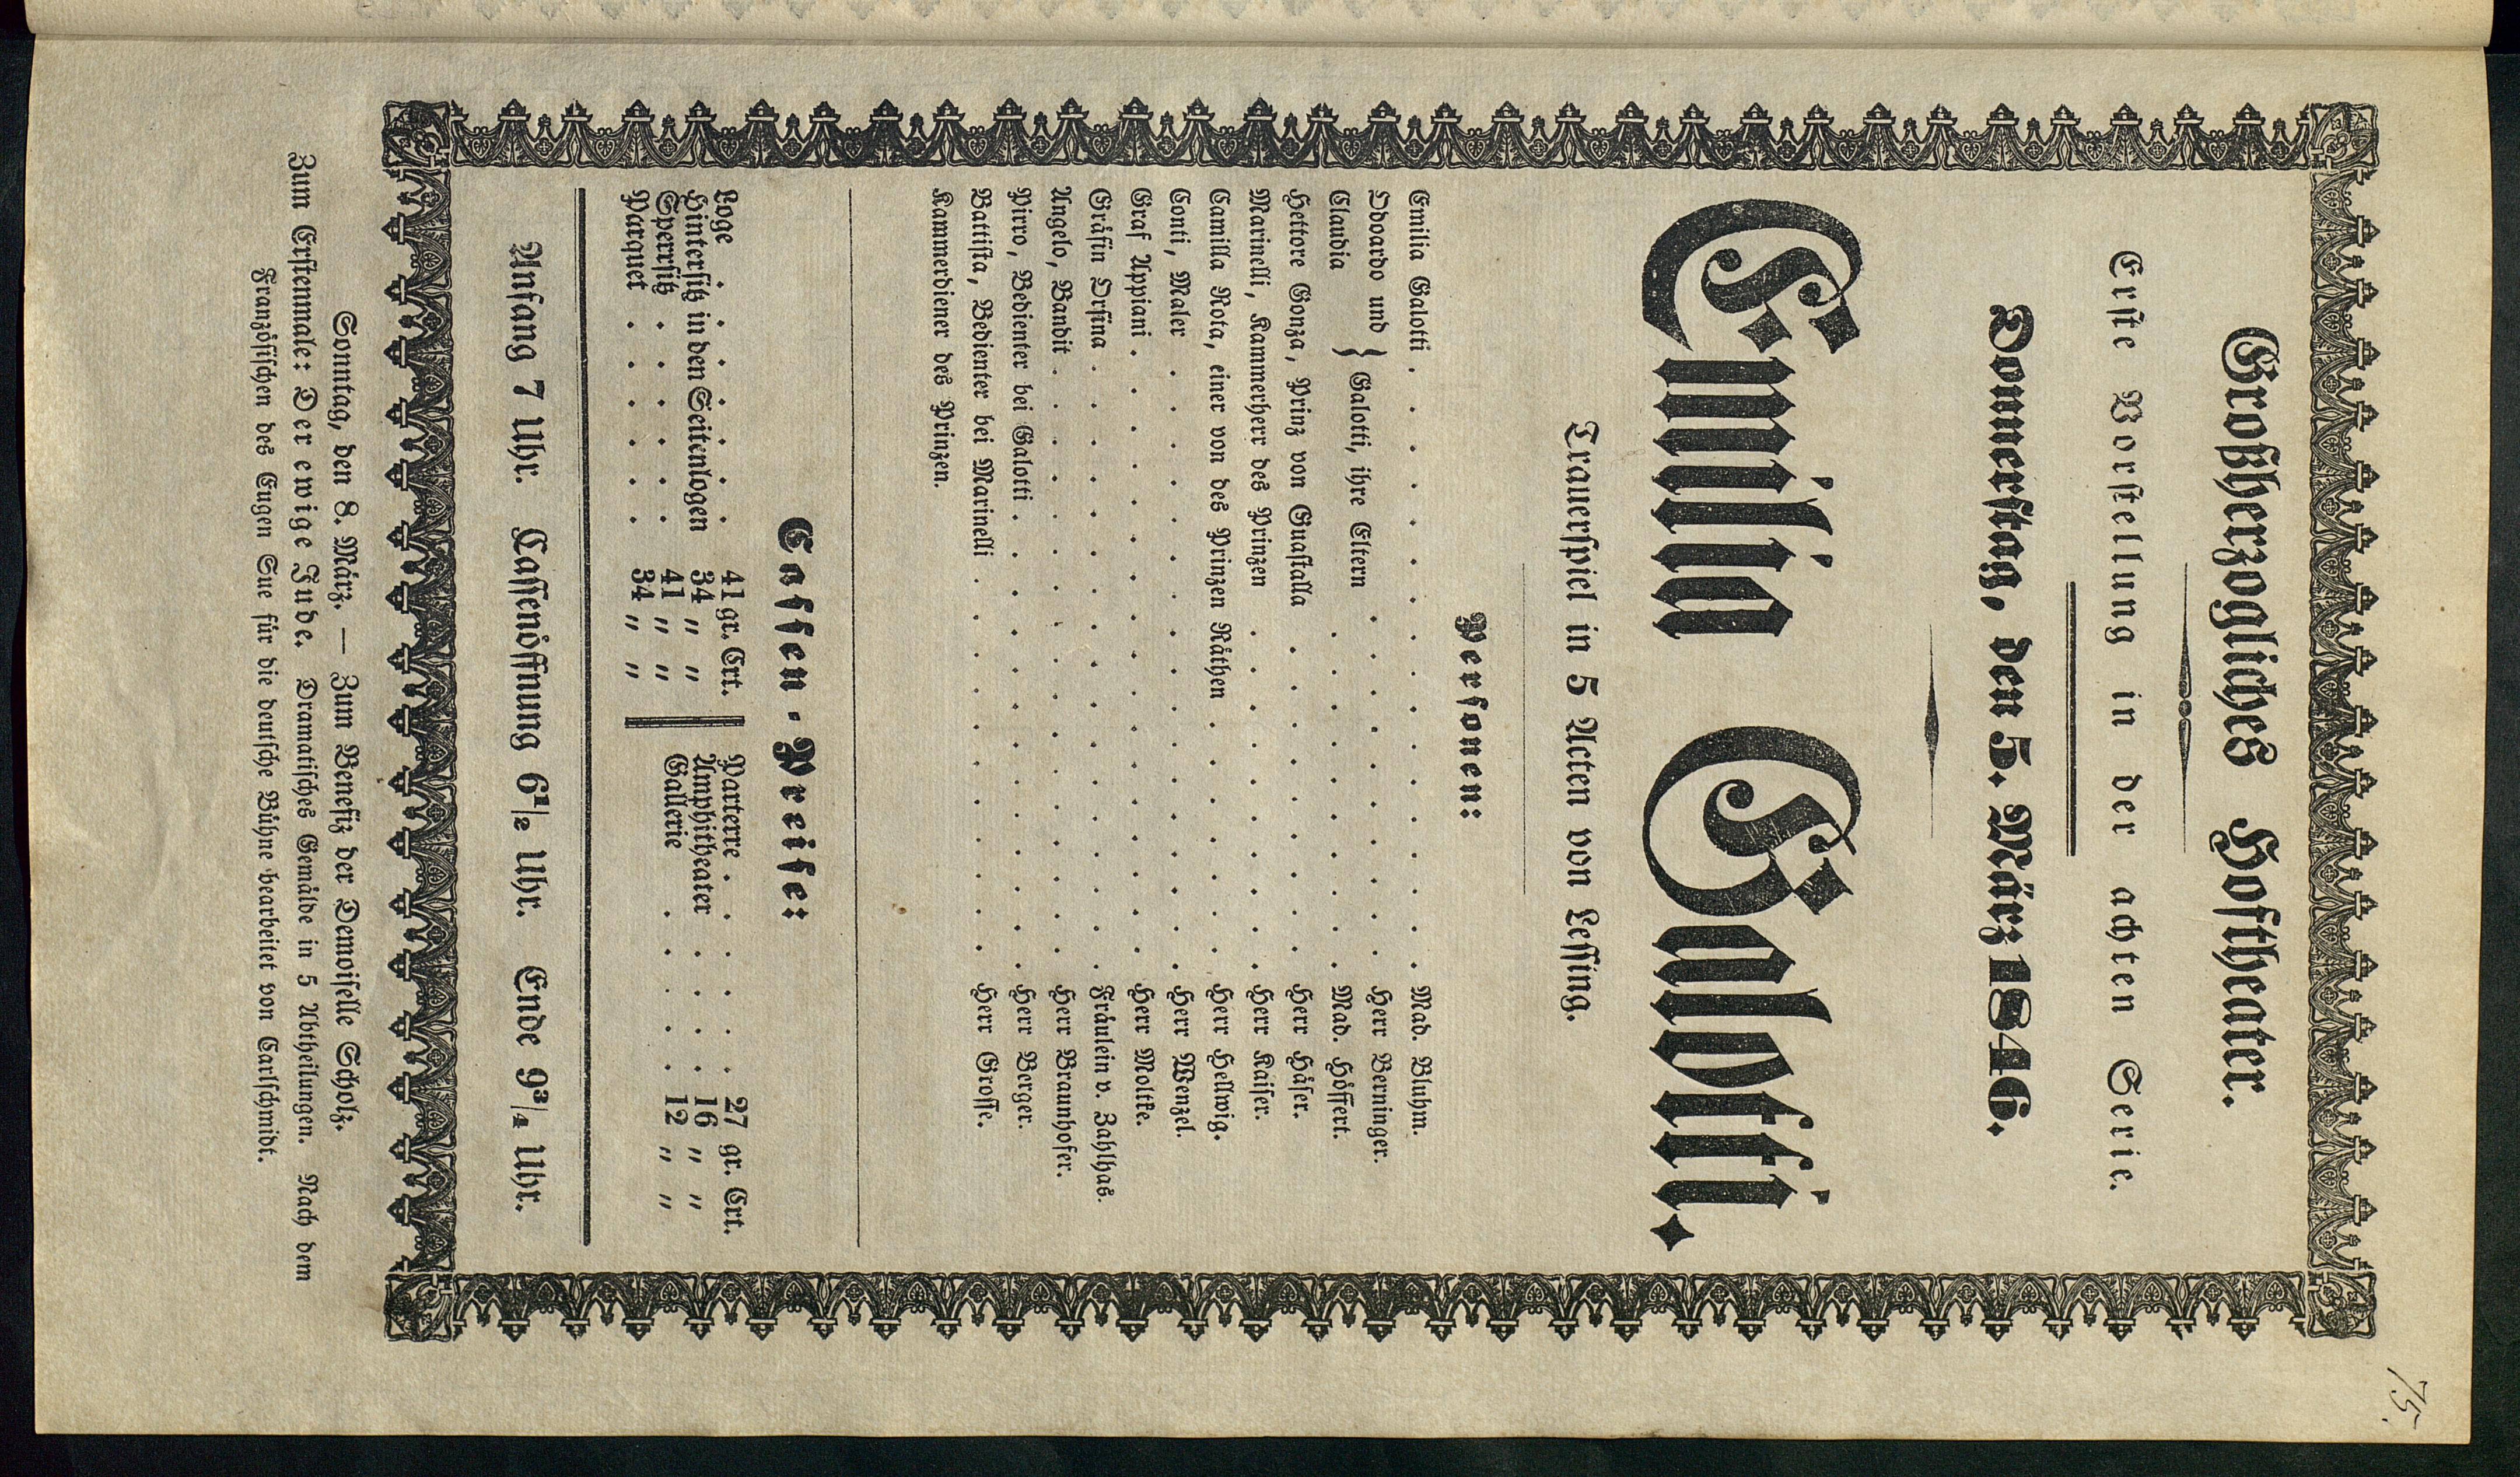 75.
Großherzogliches Hoftheater.
Erste Vorstellung in der achten Serie.
Donnerstag, den 5. März 1846.
Emilia Galotti.
Trauerspiel in 5 Acten von Lessing.
Personen:
Emilia Galotti . . . . . . . . . . . . . . . Mad. Bluhm.
Odoardo und } Galotti, ihre Eltern . . . . . . . . . Herr Berninger.
Claudia . . . . . . . . . Mad. Höffert.
Hettore Gonza, Prinz von Guastalla . . . . . . . . . Herr Häser.
Marinelli, Kammerherr des Prinzen . . . . . . . . . Herr Kaiser.
Camilla Rota, einer von des Prinzen Räthen . . . . . . . Herr Hellwig.
Conti, Maler . . . . . . . . . . . . . . . Herr Wenzel.
Graf Appiani . . . . . . . . . . . . . . . . Herr Moltke.
Gräfin Orsina . . . . . . . . . . . . . . . . Fräulein v. Zahlhas.
Angelo, Bandit . . . . . . . . . . . . . . . . Herr Braunhofer.
Pirro, Bedienter bei Galotti . . . . . . . . . . . . Herr Berger.
Battista, Bedienter bei Marinelli . . . . . . . . . . . Herr Grosse.
Kammerdiener des Prinzen.
Cassen-Preise:
Loge . . . . . . . 41 gr. Crt.
Hintersitz in den Seitenlogen 34 " "
Sperrsitz . . . . . . 41 " "
Parquet . . . . . . 34 " "
Parterre . . . . . . 27 gr. Crt.
Amphitheater . . . . 16 " "
Gallerie . . . . . 12 " "
Anfang 7 Uhr. Cassenöffnung 6 1/2 Uhr. Ende 9 3/4 Uhr.
Sonntag, den 8. März. — Zum Benefiz der Demoiselle Scholz.
Zum Erstenmale: Der ewige Jude. Dramatisches Gemälde in 5 Abtheilungen. Nach dem
Französischen des Eugen Sue für die deutsche Bühne bearbeitet von Carlschmidt.